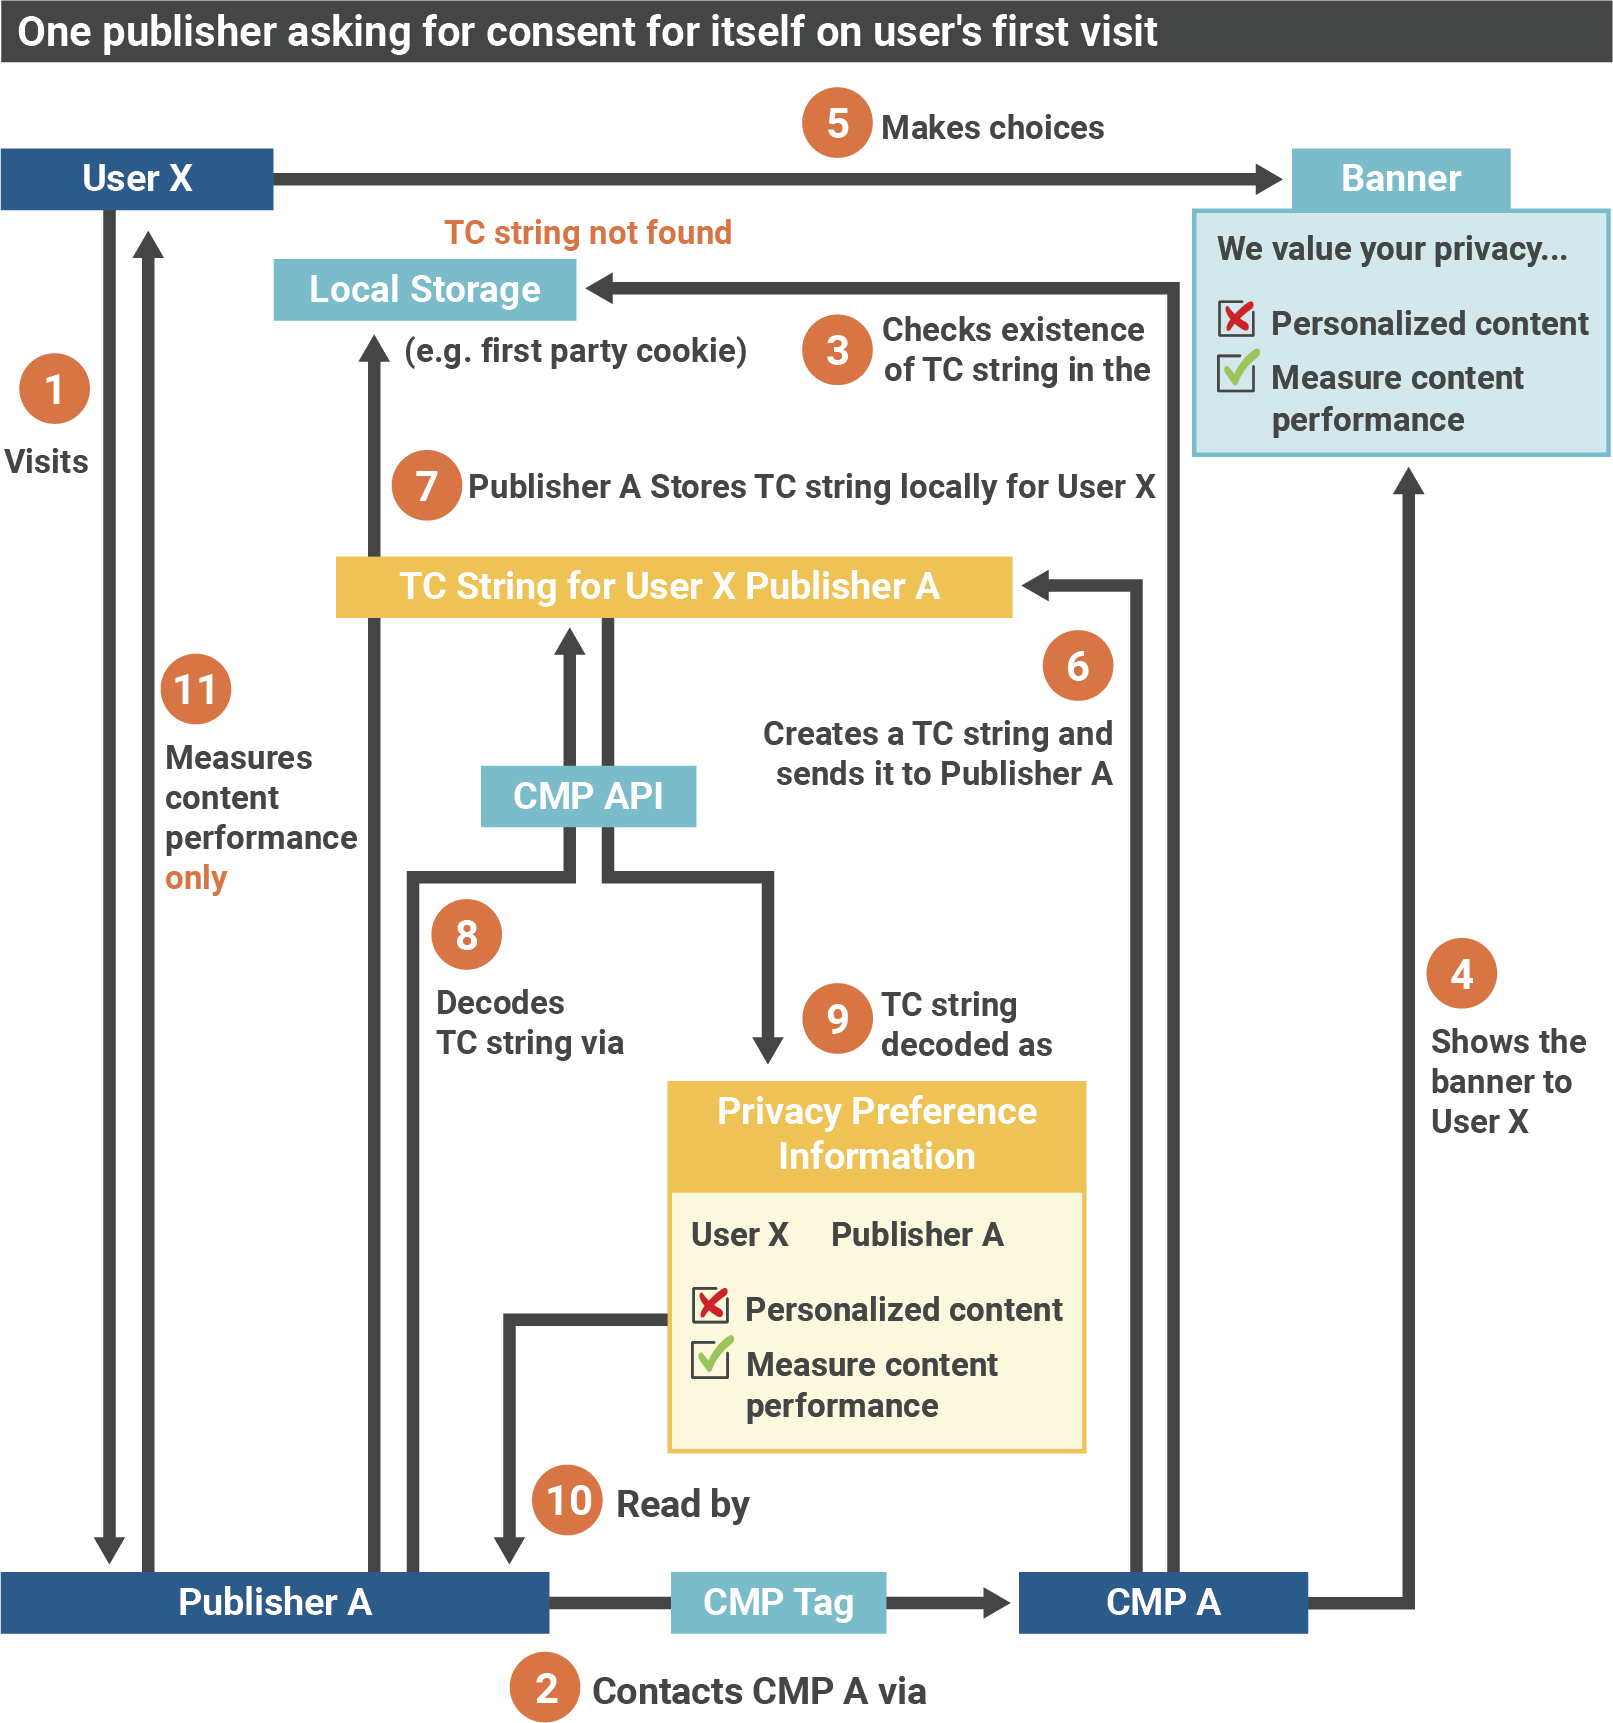 One publisher asking for consent for itself on user's first visit
5 Makes choices
User X
Banner
TC string not found
We value your privacy...
Local Storage
Personalized content
(e.g. first party cookie)
3 Checks existence
of TC string in the
Measure content
performance
1
Visits
7 Publisher A Stores TC string locally for User X
TC String for User X Publisher A
6
Creates a TC string and
sends it to Publisher A
11
Measures
content
performance
only
CMP API
8
Decodes
TC string via
9 TC string
decoded as
4
Shows the
banner to
User X
Privacy Preference
Information
User X Publisher A
Personalized content
Measure content
performance
10 Read by
Publisher A
CMP Tag
CMP A
2 Contacts CMP A via